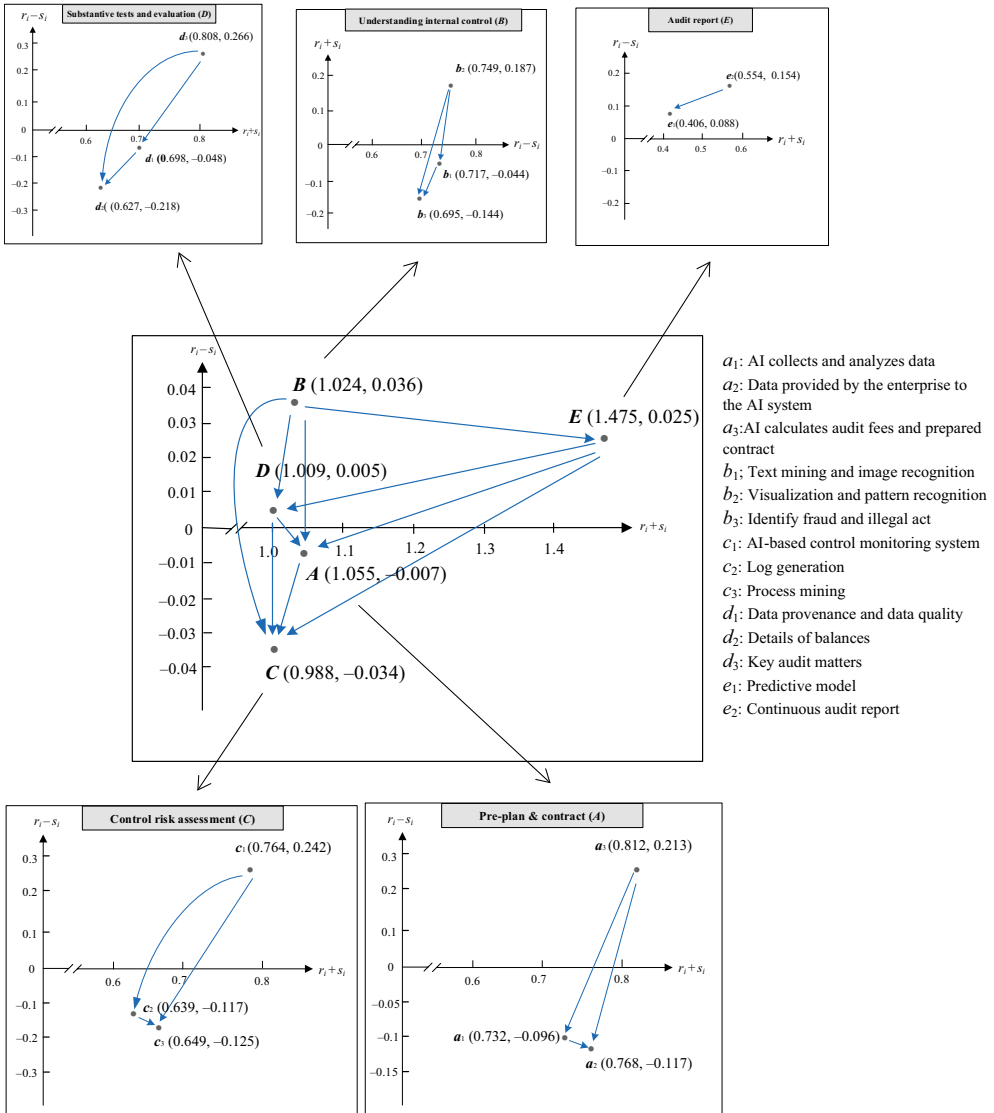 Substantive tests and evaluation (D)
rᵢ−sᵢ
d₃ (0.808, 0.266)
0.3
0.2
0.1
0
0.6
0.7
0.8
rᵢ+sᵢ
−0.1
d₁ (0.698, −0.048)
−0.2
d₂( (0.627, −0.218)
−0.3
Understanding internal control (B)
rᵢ+sᵢ
b₂ (0.749, 0.187)
0.2
0.1
0
0.6
0.7
0.8
rᵢ−sᵢ
−0.1
b₁ (0.717, −0.044)
−0.2
b₃ (0.695, −0.144)
Audit report (E)
rᵢ−sᵢ
e₂(0.554, 0.154)
0.2
0.1
e₁(0.406, 0.088)
0
0.4
0.5
0.6
rᵢ+sᵢ
−0.1
−0.2
rᵢ−sᵢ
0.04
B (1.024, 0.036)
0.03
E (1.475, 0.025)
0.02
D (1.009, 0.005)
0.01
0
1.0
1.1
1.2
1.3
1.4
rᵢ+sᵢ
−0.01
A (1.055, −0.007)
−0.02
−0.03
−0.04
C (0.988, −0.034)
a₁: AI collects and analyzes data
a₂: Data provided by the enterprise to
the AI system
a₃:AI calculates audit fees and prepared
contract
b₁; Text mining and image recognition
b₂: Visualization and pattern recognition
b₃: Identify fraud and illegal act
c₁: AI-based control monitoring system
c₂: Log generation
c₃: Process mining
d₁: Data provenance and data quality
d₂: Details of balances
d₃: Key audit matters
e₁: Predictive model
e₂: Continuous audit report
Control risk assessment (C)
rᵢ−sᵢ
c₁ (0.764, 0.242)
0.3
0.2
0.1
0
0.6
0.7
0.8
rᵢ+sᵢ
−0.1
c₂ (0.639, −0.117)
−0.2
c₃ (0.649, −0.125)
−0.3
Pre-plan & contract (A)
rᵢ−sᵢ
a₃ (0.812, 0.213)
0.3
0.2
0.1
0
0.6
0.7
0.8
rᵢ+sᵢ
−0.05
−0.1
a₁ (0.732, −0.096)
−0.15
a₂ (0.768, −0.117)